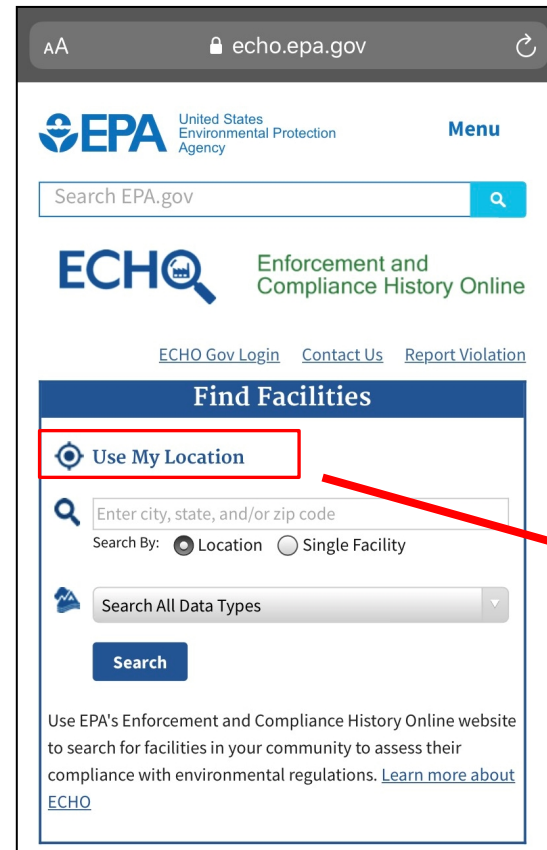 AA echo.epa.gov
EPA United States
Environmental Protection
Agency
Menu
Search EPA.gov
ECHO Enforcement and
Compliance History Online
ECHO Gov Login Contact Us Report Violation
Find Facilities
Use My Location
Enter city, state, and/or zip code
Search By: Location Single Facility
Search All Data Types
Search
Use EPA's Enforcement and Compliance History Online website
to search for facilities in your community to assess their
compliance with environmental regulations. Learn more about
ECHO